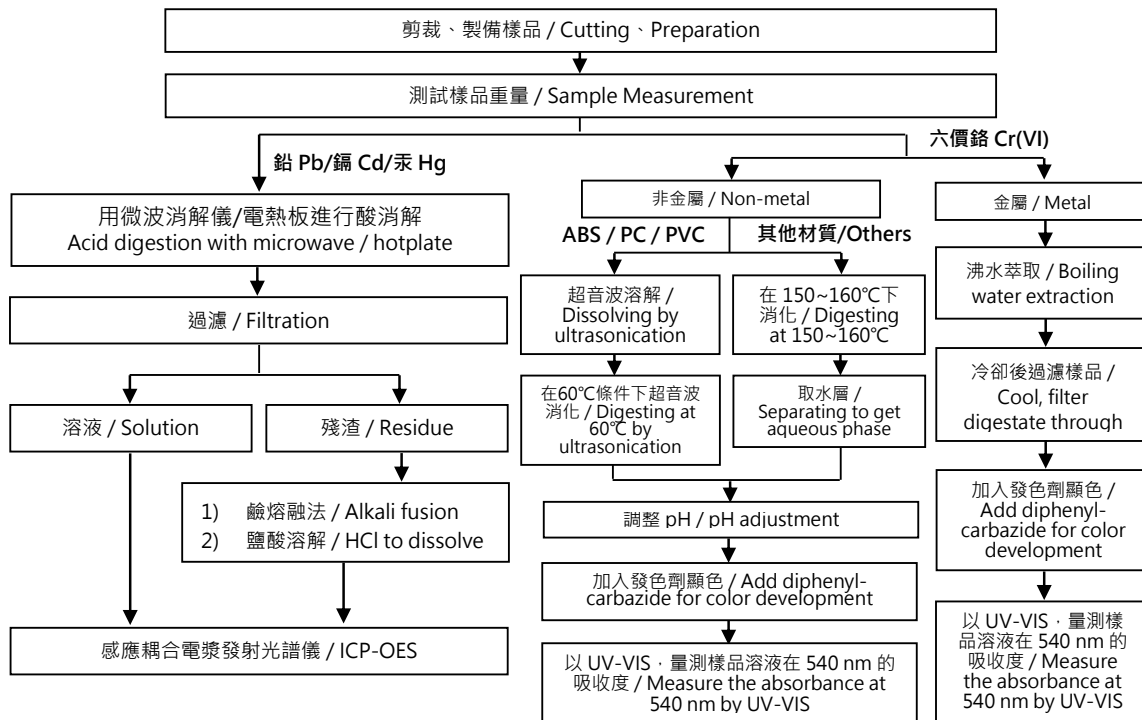 剪裁、製備樣品 / Cutting、Preparation
測試樣品重量 / Sample Measurement
鉛 Pb/鎘 Cd/汞 Hg
用微波消解儀/電熱板進行酸消解
Acid digestion with microwave / hotplate
過濾 / Filtration
溶液 / Solution
殘渣 / Residue
1) 鹼熔融法 / Alkali fusion
2) 鹽酸溶解 / HCl to dissolve
感應耦合電漿發射光譜儀 / ICP-OES
六價鉻 Cr(VI)
非金屬 / Non-metal
ABS / PC / PVC
超音波溶解 /
Dissolving by
ultrasonication
在60℃條件下超音波
消化 / Digesting at
60℃ by
ultrasonication
其他材質/Others
在 150~160℃下
消化 / Digesting
at 150~160℃
取水層 /
Separating to get
aqueous phase
調整 pH / pH adjustment
加入發色劑顯色 / Add diphenyl-
carbazide for color development
以 UV-VIS，量測樣品溶液在 540 nm 的
吸收度 / Measure the absorbance at
540 nm by UV-VIS
金屬 / Metal
沸水萃取 / Boiling
water extraction
冷卻後過濾樣品 /
Cool, filter
digestate through
加入發色劑顯色 /
Add diphenyl-
carbazide for color
development
以 UV-VIS，量測樣
品溶液在 540 nm 的
吸收度 / Measure
the absorbance at
540 nm by UV-VIS